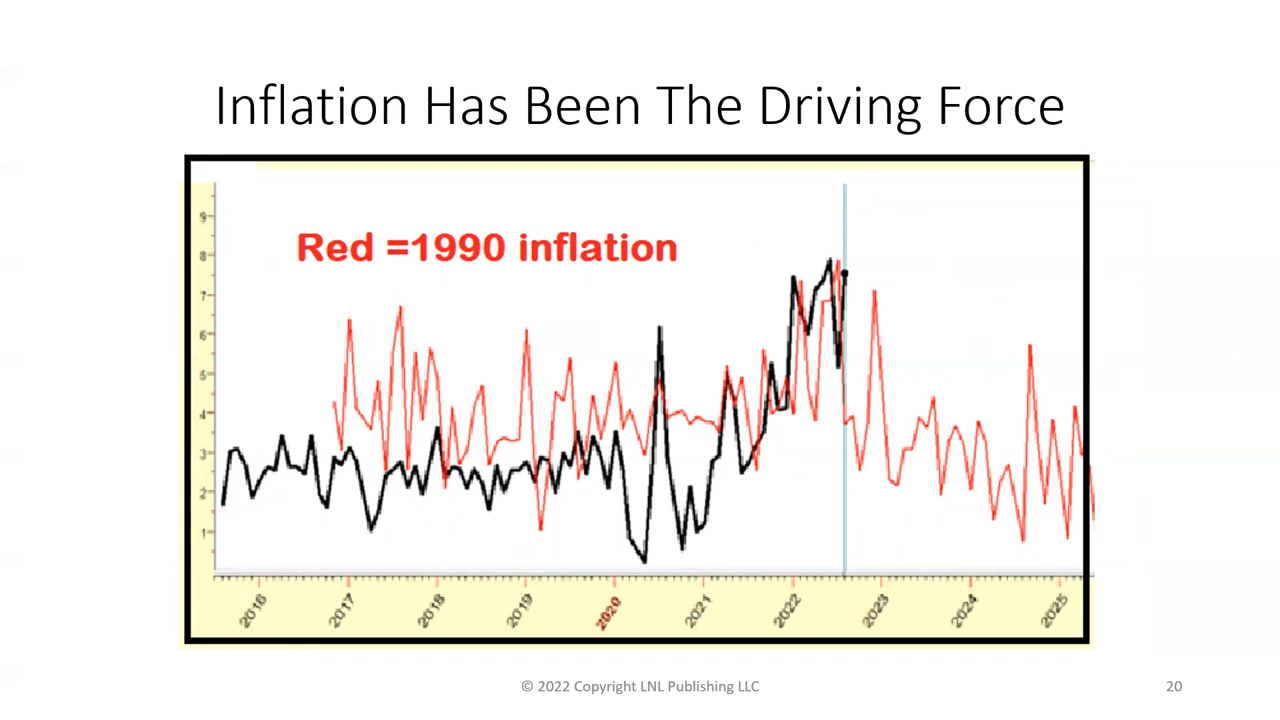 Inflation Has Been The Driving Force
Red =1990 inflation
9
8
7
6
5
4
3
2
1
2016 2017 2018 2019 2020 2021 2022 2023 2024 2025
© 2022 Copyright LNL Publishing LLC 20